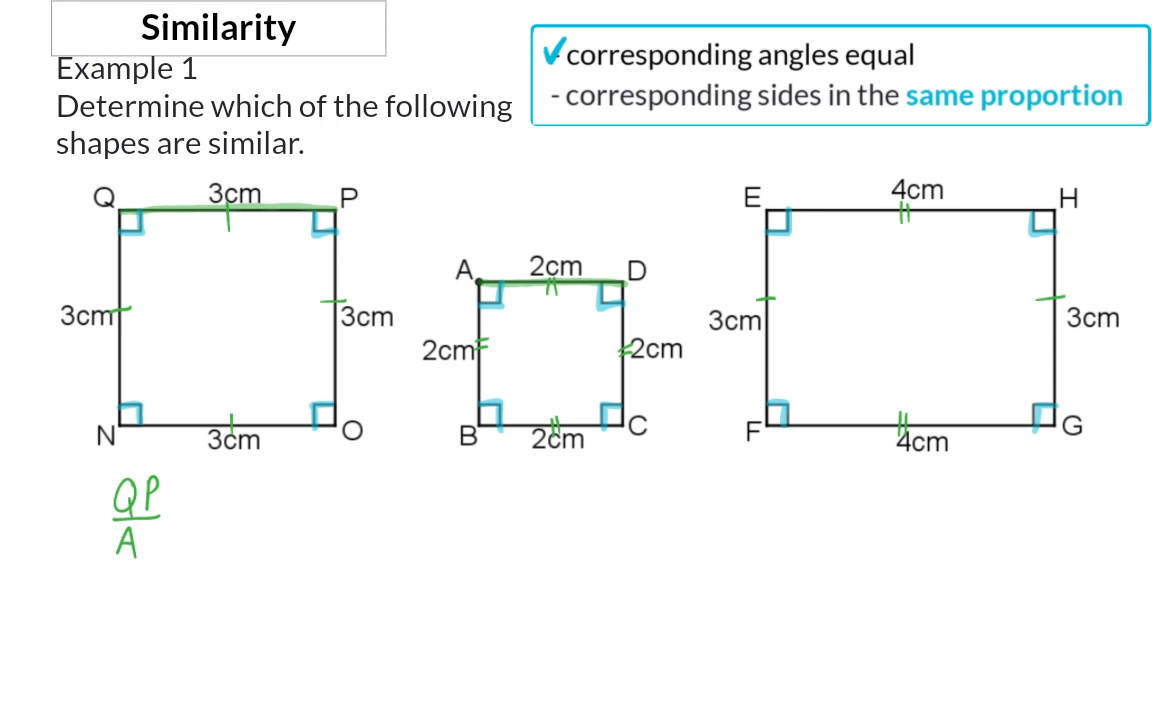 Similarity
Example 1
Determine which of the following
shapes are similar.
✔corresponding angles equal
- corresponding sides in the same proportion
Q 3cm P
3cm 3cm
N 3cm O
A 2cm D
2cm 2cm
B 2cm C
E 4cm H
3cm 3cm
F 4cm G
QP
A